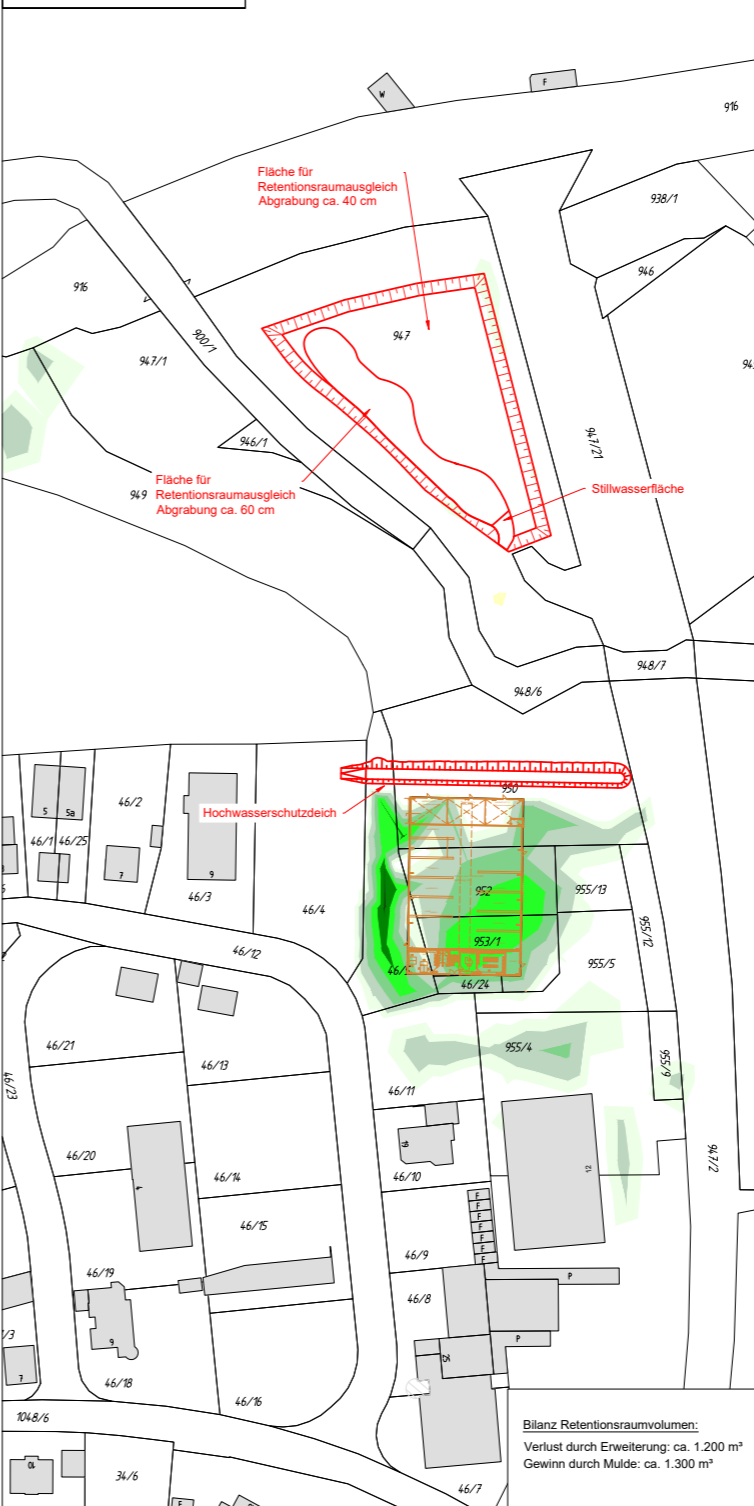 W
F
916
Fläche für
Retentionsraumausgleich
Abgrabung ca. 40 cm
938/1
946
916
947
900/1
947/1
946/1
947/21
Fläche für
Retentionsraumausgleich
Abgrabung ca. 60 cm
949
Stillwasserfläche
948/7
948/6
950
Hochwasserschutzdeich
5
5a
46/2
46/1
46/25
7
9
46/3
46/4
952
955/13
953/1
955/12
46/12
955/5
46/24
46/21
46/13
955/4
955/9
46/23
46/11
46/20
46/14
46/10
12
947/2
46/15
F
F
F
F
F
F
F
46/9
46/19
P
46/8
9
P
7
46/18
46/16
1048/6
34/6
46/7
Bilanz Retentionsraumvolumen:
Verlust durch Erweiterung: ca. 1.200 m³
Gewinn durch Mulde: ca. 1.300 m³